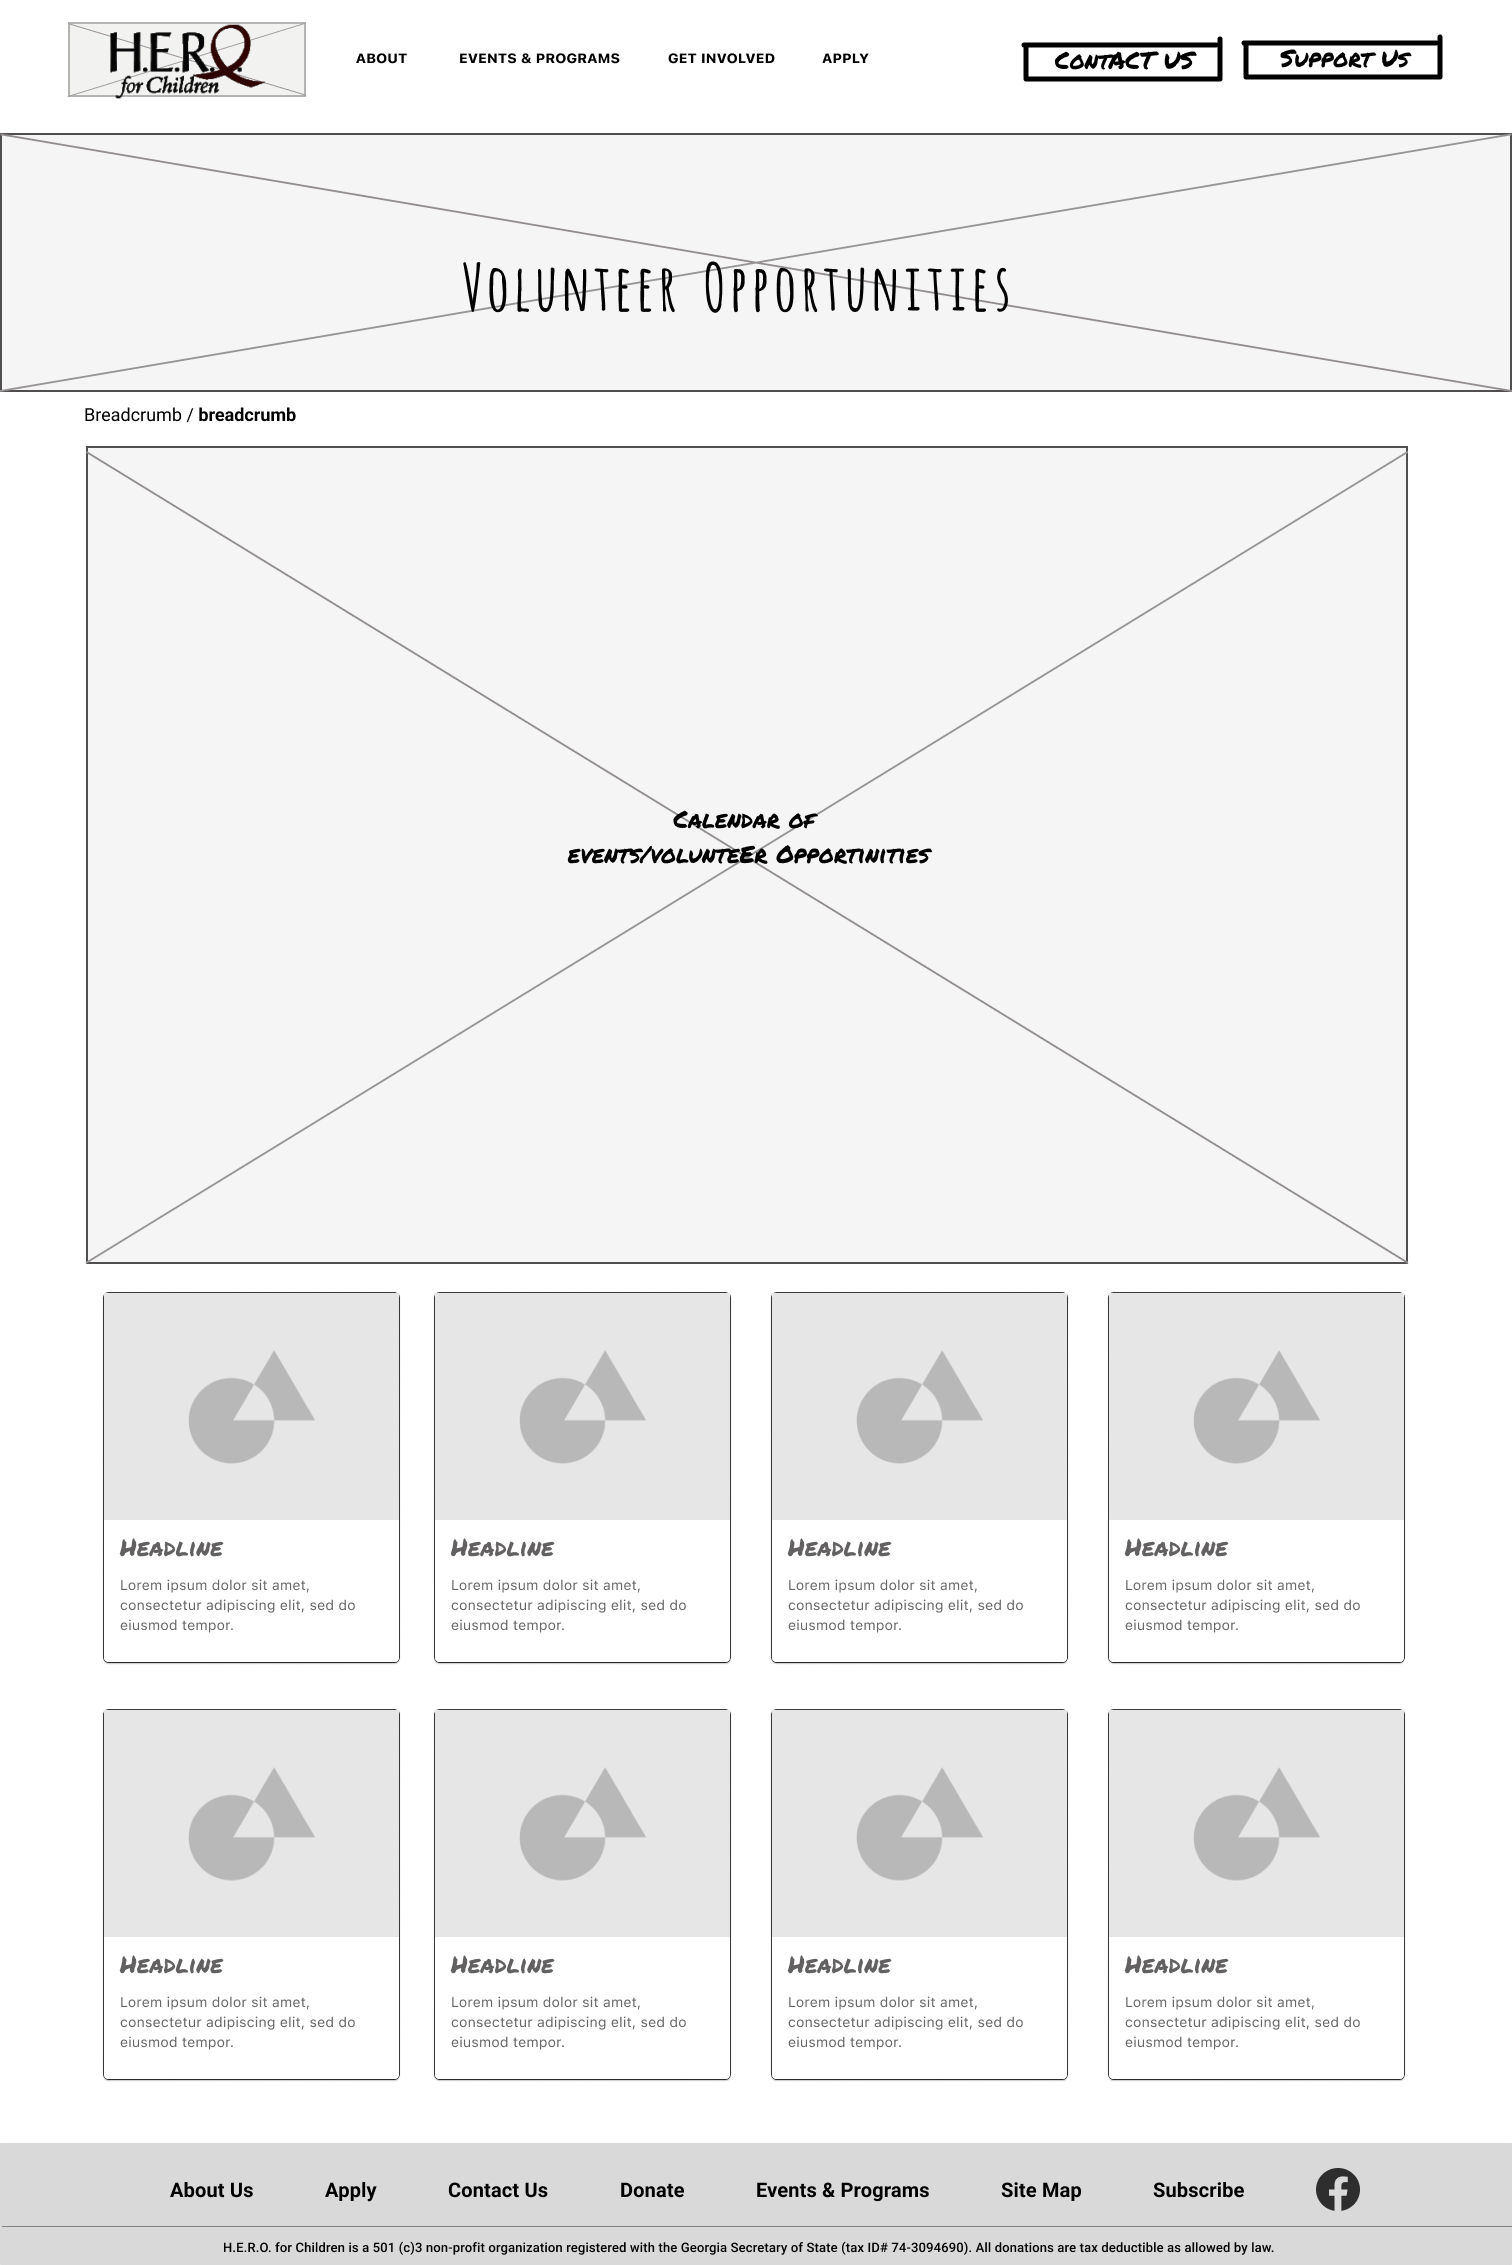 H.E.R.O.
for Children
ABOUT EVENTS & PROGRAMS GET INVOLVED APPLY CONTACT US SUPPORT US
VOLUNTEER OPPORTUNITIES
Breadcrumb / breadcrumb
CALENDAR OF
EVENTS/VOLUNTEER OPPORTINITIES
HEADLINE
Lorem ipsum dolor sit amet,
consectetur adipiscing elit, sed do
eiusmod tempor.
HEADLINE
Lorem ipsum dolor sit amet,
consectetur adipiscing elit, sed do
eiusmod tempor.
HEADLINE
Lorem ipsum dolor sit amet,
consectetur adipiscing elit, sed do
eiusmod tempor.
HEADLINE
Lorem ipsum dolor sit amet,
consectetur adipiscing elit, sed do
eiusmod tempor.
HEADLINE
Lorem ipsum dolor sit amet,
consectetur adipiscing elit, sed do
eiusmod tempor.
HEADLINE
Lorem ipsum dolor sit amet,
consectetur adipiscing elit, sed do
eiusmod tempor.
HEADLINE
Lorem ipsum dolor sit amet,
consectetur adipiscing elit, sed do
eiusmod tempor.
HEADLINE
Lorem ipsum dolor sit amet,
consectetur adipiscing elit, sed do
eiusmod tempor.
About Us Apply Contact Us Donate Events & Programs Site Map Subscribe
H.E.R.O. for Children is a 501 (c)3 non-profit organization registered with the Georgia Secretary of State (tax ID# 74-3094690). All donations are tax deductible as allowed by law.